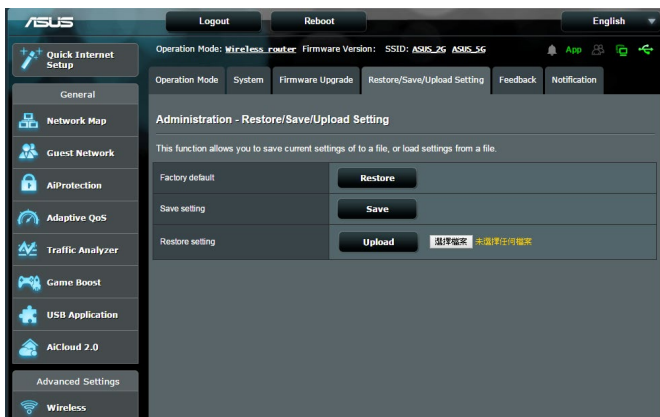 ASUS
Logout
Reboot
English
Quick Internet
Setup
Operation Mode: Wireless router Firmware Version: SSID: ASUS_2G ASUS_5G
App
Operation Mode
System
Firmware Upgrade
Restore/Save/Upload Setting
Feedback
Notification
General
Network Map
Guest Network
AiProtection
Adaptive QoS
Traffic Analyzer
Game Boost
USB Application
AiCloud 2.0
Advanced Settings
Wireless
Administration - Restore/Save/Upload Setting
This function allows you to save current settings of to a file, or load settings from a file.
Factory default
Restore
Save setting
Save
Restore setting
Upload
選擇檔案 未選擇任何檔案